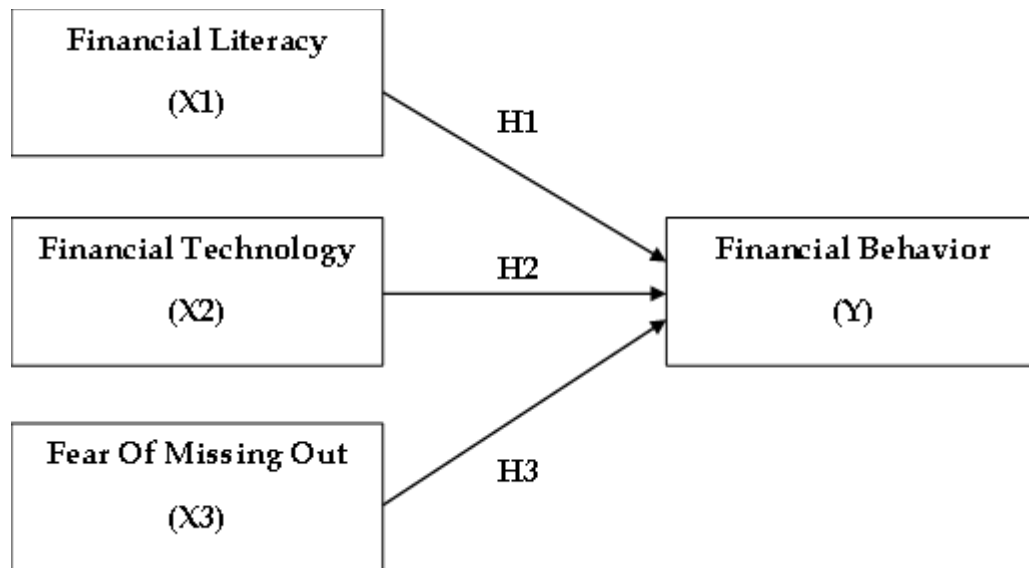 Financial Literacy
(X1)
H1
Financial Technology
(X2)
H2
Financial Behavior
(Y)
Fear Of Missing Out
(X3)
H3